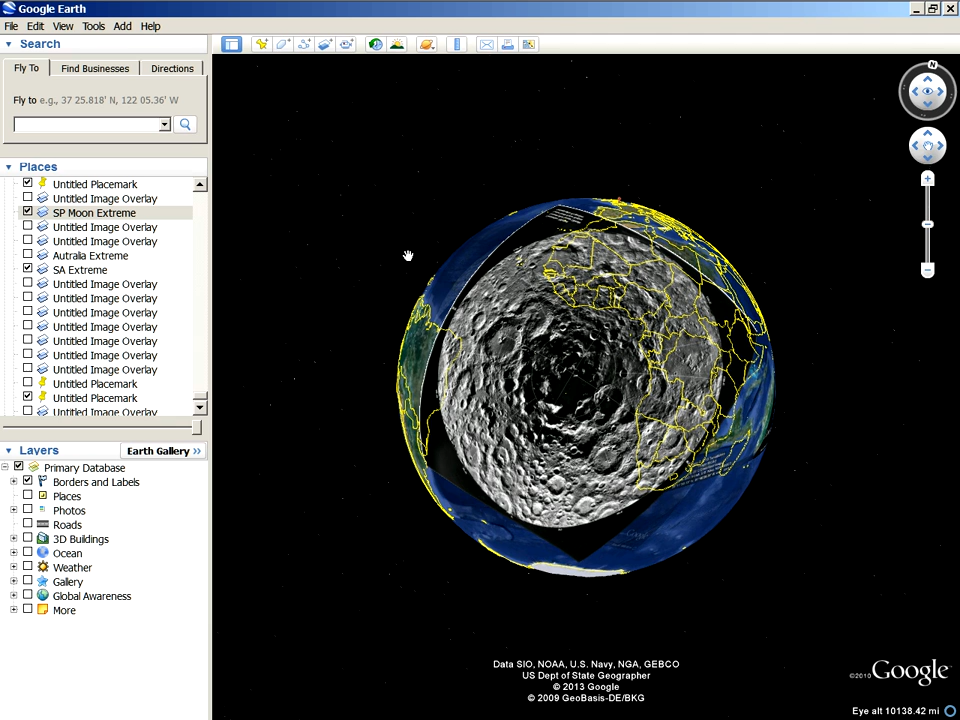 Google Earth
File Edit View Tools Add Help
Search
Fly To Find Businesses Directions
Fly to e.g., 37 25.818' N, 122 05.36' W
Places
Untitled Placemark
Untitled Image Overlay
SP Moon Extreme
Untitled Image Overlay
Untitled Image Overlay
Autralia Extreme
SA Extreme
Untitled Image Overlay
Untitled Image Overlay
Untitled Image Overlay
Untitled Image Overlay
Untitled Image Overlay
Untitled Image Overlay
Untitled Image Overlay
Untitled Placemark
Untitled Placemark
Untitled Image Overlay
Layers Earth Gallery »
Primary Database
Borders and Labels
Places
Photos
Roads
3D Buildings
Ocean
Weather
Gallery
Global Awareness
More
N
Data SIO, NOAA, U.S. Navy, NGA, GEBCO
US Dept of State Geographer
© 2013 Google
© 2009 GeoBasis-DE/BKG
©2010 Google
Eye alt 10138.42 mi